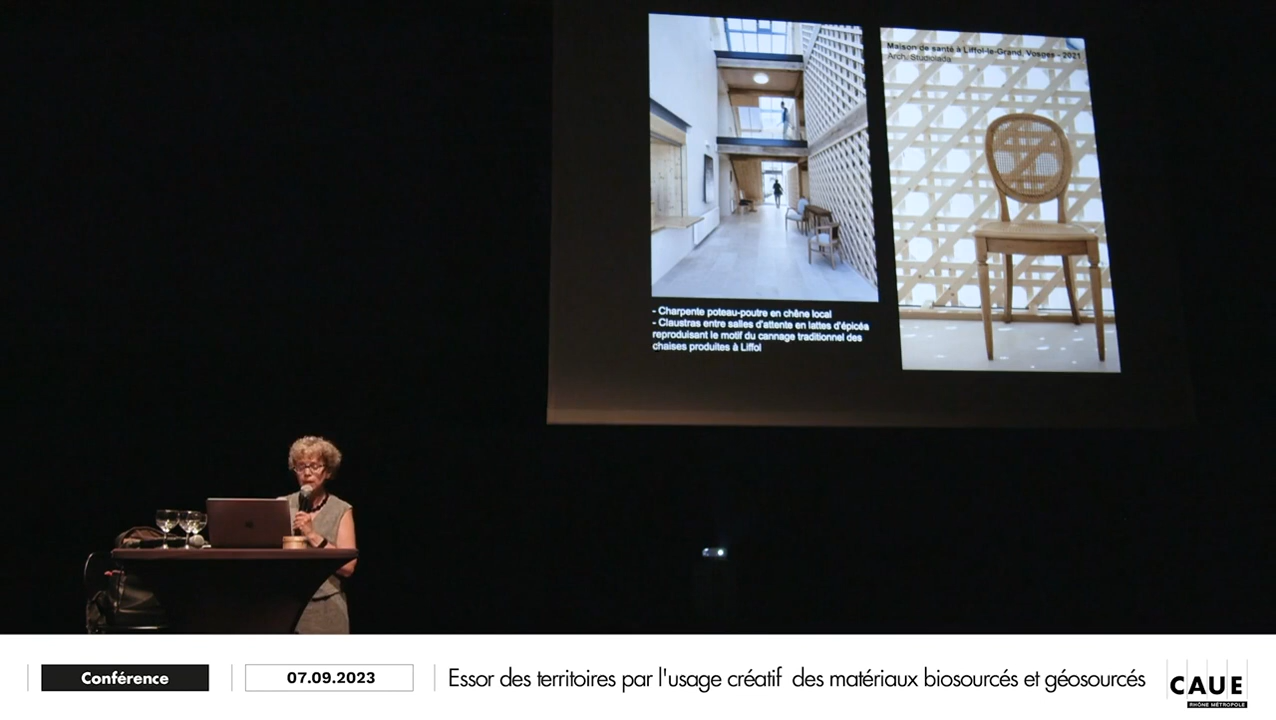 Maison de santé à Liffol-le-Grand, Vosges - 2021
Arch. Studiolada
- Charpente poteau-poutre en chêne local
- Claustras entre salles d'attente en lattes d'épicéa
reproduisant le motif du cannage traditionnel des
chaises produites à Liffol
Conférence
07.09.2023
Essor des territoires par l'usage créatif des matériaux biosourcés et géosourcés
CAUE
RHÔNE MÉTROPOLE